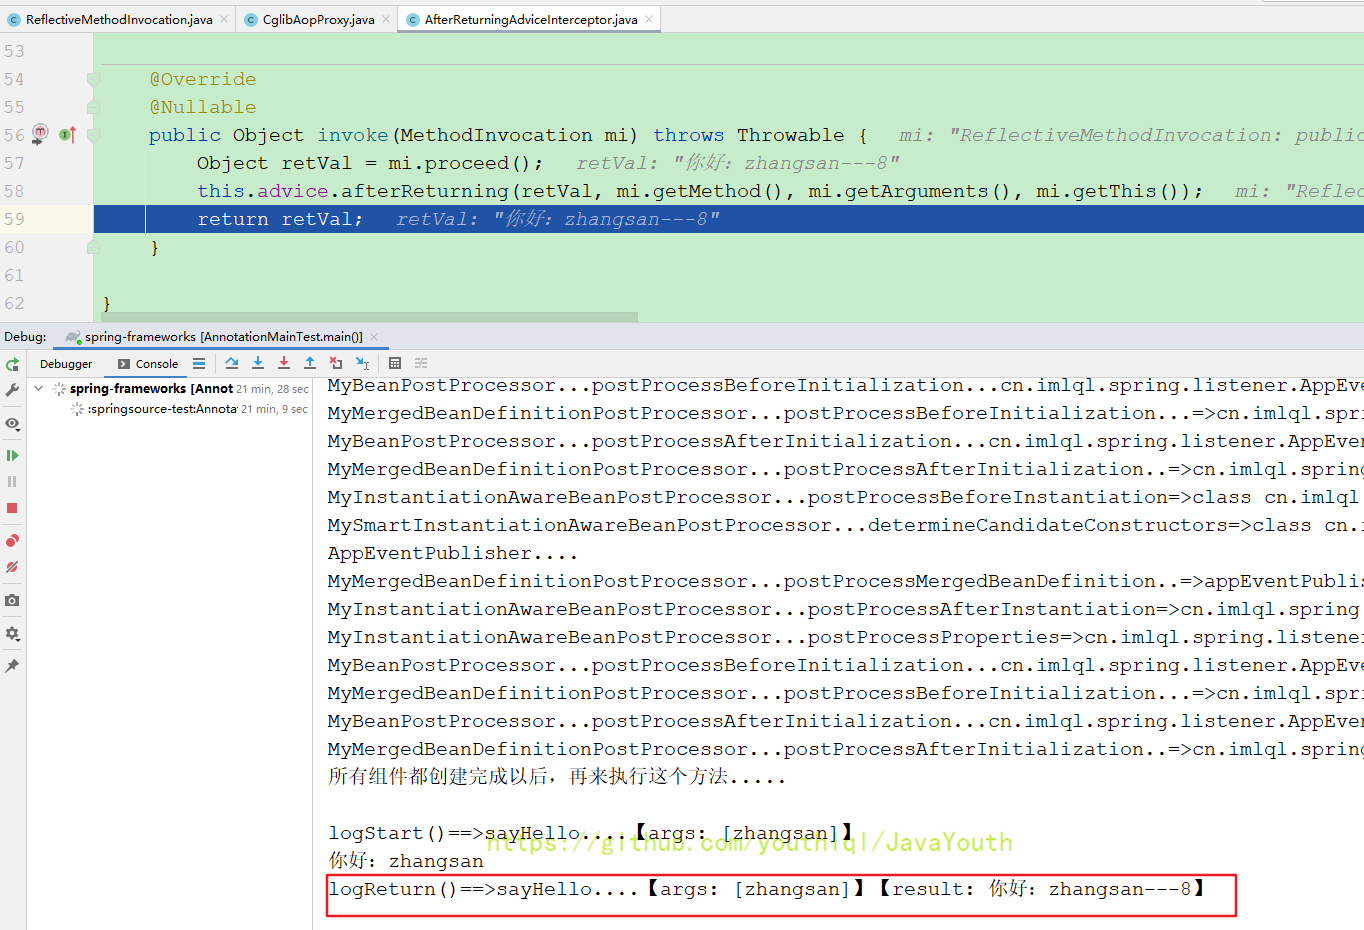 ReflectiveMethodInvocation.java CglibAopProxy.java AfterReturningAdviceInterceptor.java
53
54 @Override
55 @Nullable
56 public Object invoke(MethodInvocation mi) throws Throwable { mi: "ReflectiveMethodInvocation: public
57 Object retVal = mi.proceed(); retVal: "你好：zhangsan---8"
58 this.advice.afterReturning(retVal, mi.getMethod(), mi.getArguments(), mi.getThis()); mi: "Reflec
59 return retVal; retVal: "你好：zhangsan---8"
60 }
61
62 }
Debug: spring-frameworks [AnnotationMainTest.main()]
Debugger Console
spring-frameworks [Annot 21 min, 28 sec
:springsource-test:Annota 21 min, 9 sec
MyBeanPostProcessor...postProcessBeforeInitialization...cn.imlql.spring.listener.AppEve
MyMergedBeanDefinitionPostProcessor...postProcessBeforeInitialization...=>cn.imlql.spri
MyBeanPostProcessor...postProcessAfterInitialization...cn.imlql.spring.listener.AppEven
MyMergedBeanDefinitionPostProcessor...postProcessAfterInitialization..=>cn.imlql.spring
MyInstantiationAwareBeanPostProcessor...postProcessBeforeInstantiation=>class cn.imlql
MySmartInstantiationAwareBeanPostProcessor...determineCandidateConstructors=>class cn.i
AppEventPublisher....
MyMergedBeanDefinitionPostProcessor...postProcessMergedBeanDefinition..=>appEventPublis
MyInstantiationAwareBeanPostProcessor...postProcessAfterInstantiation=>cn.imlql.spring
MyInstantiationAwareBeanPostProcessor...postProcessProperties=>cn.imlql.spring.listener
MyBeanPostProcessor...postProcessBeforeInitialization...cn.imlql.spring.listener.AppEve
MyMergedBeanDefinitionPostProcessor...postProcessBeforeInitialization...=>cn.imlql.spri
MyBeanPostProcessor...postProcessAfterInitialization...cn.imlql.spring.listener.AppEven
MyMergedBeanDefinitionPostProcessor...postProcessAfterInitialization..=>cn.imlql.spring
所有组件都创建完成以后，再来执行这个方法.....
logStart()==>sayHello....【args: [zhangsan]】
https://github.com/youthlql/JavaYouth
你好：zhangsan
logReturn()==>sayHello....【args: [zhangsan]】【result: 你好：zhangsan---8】